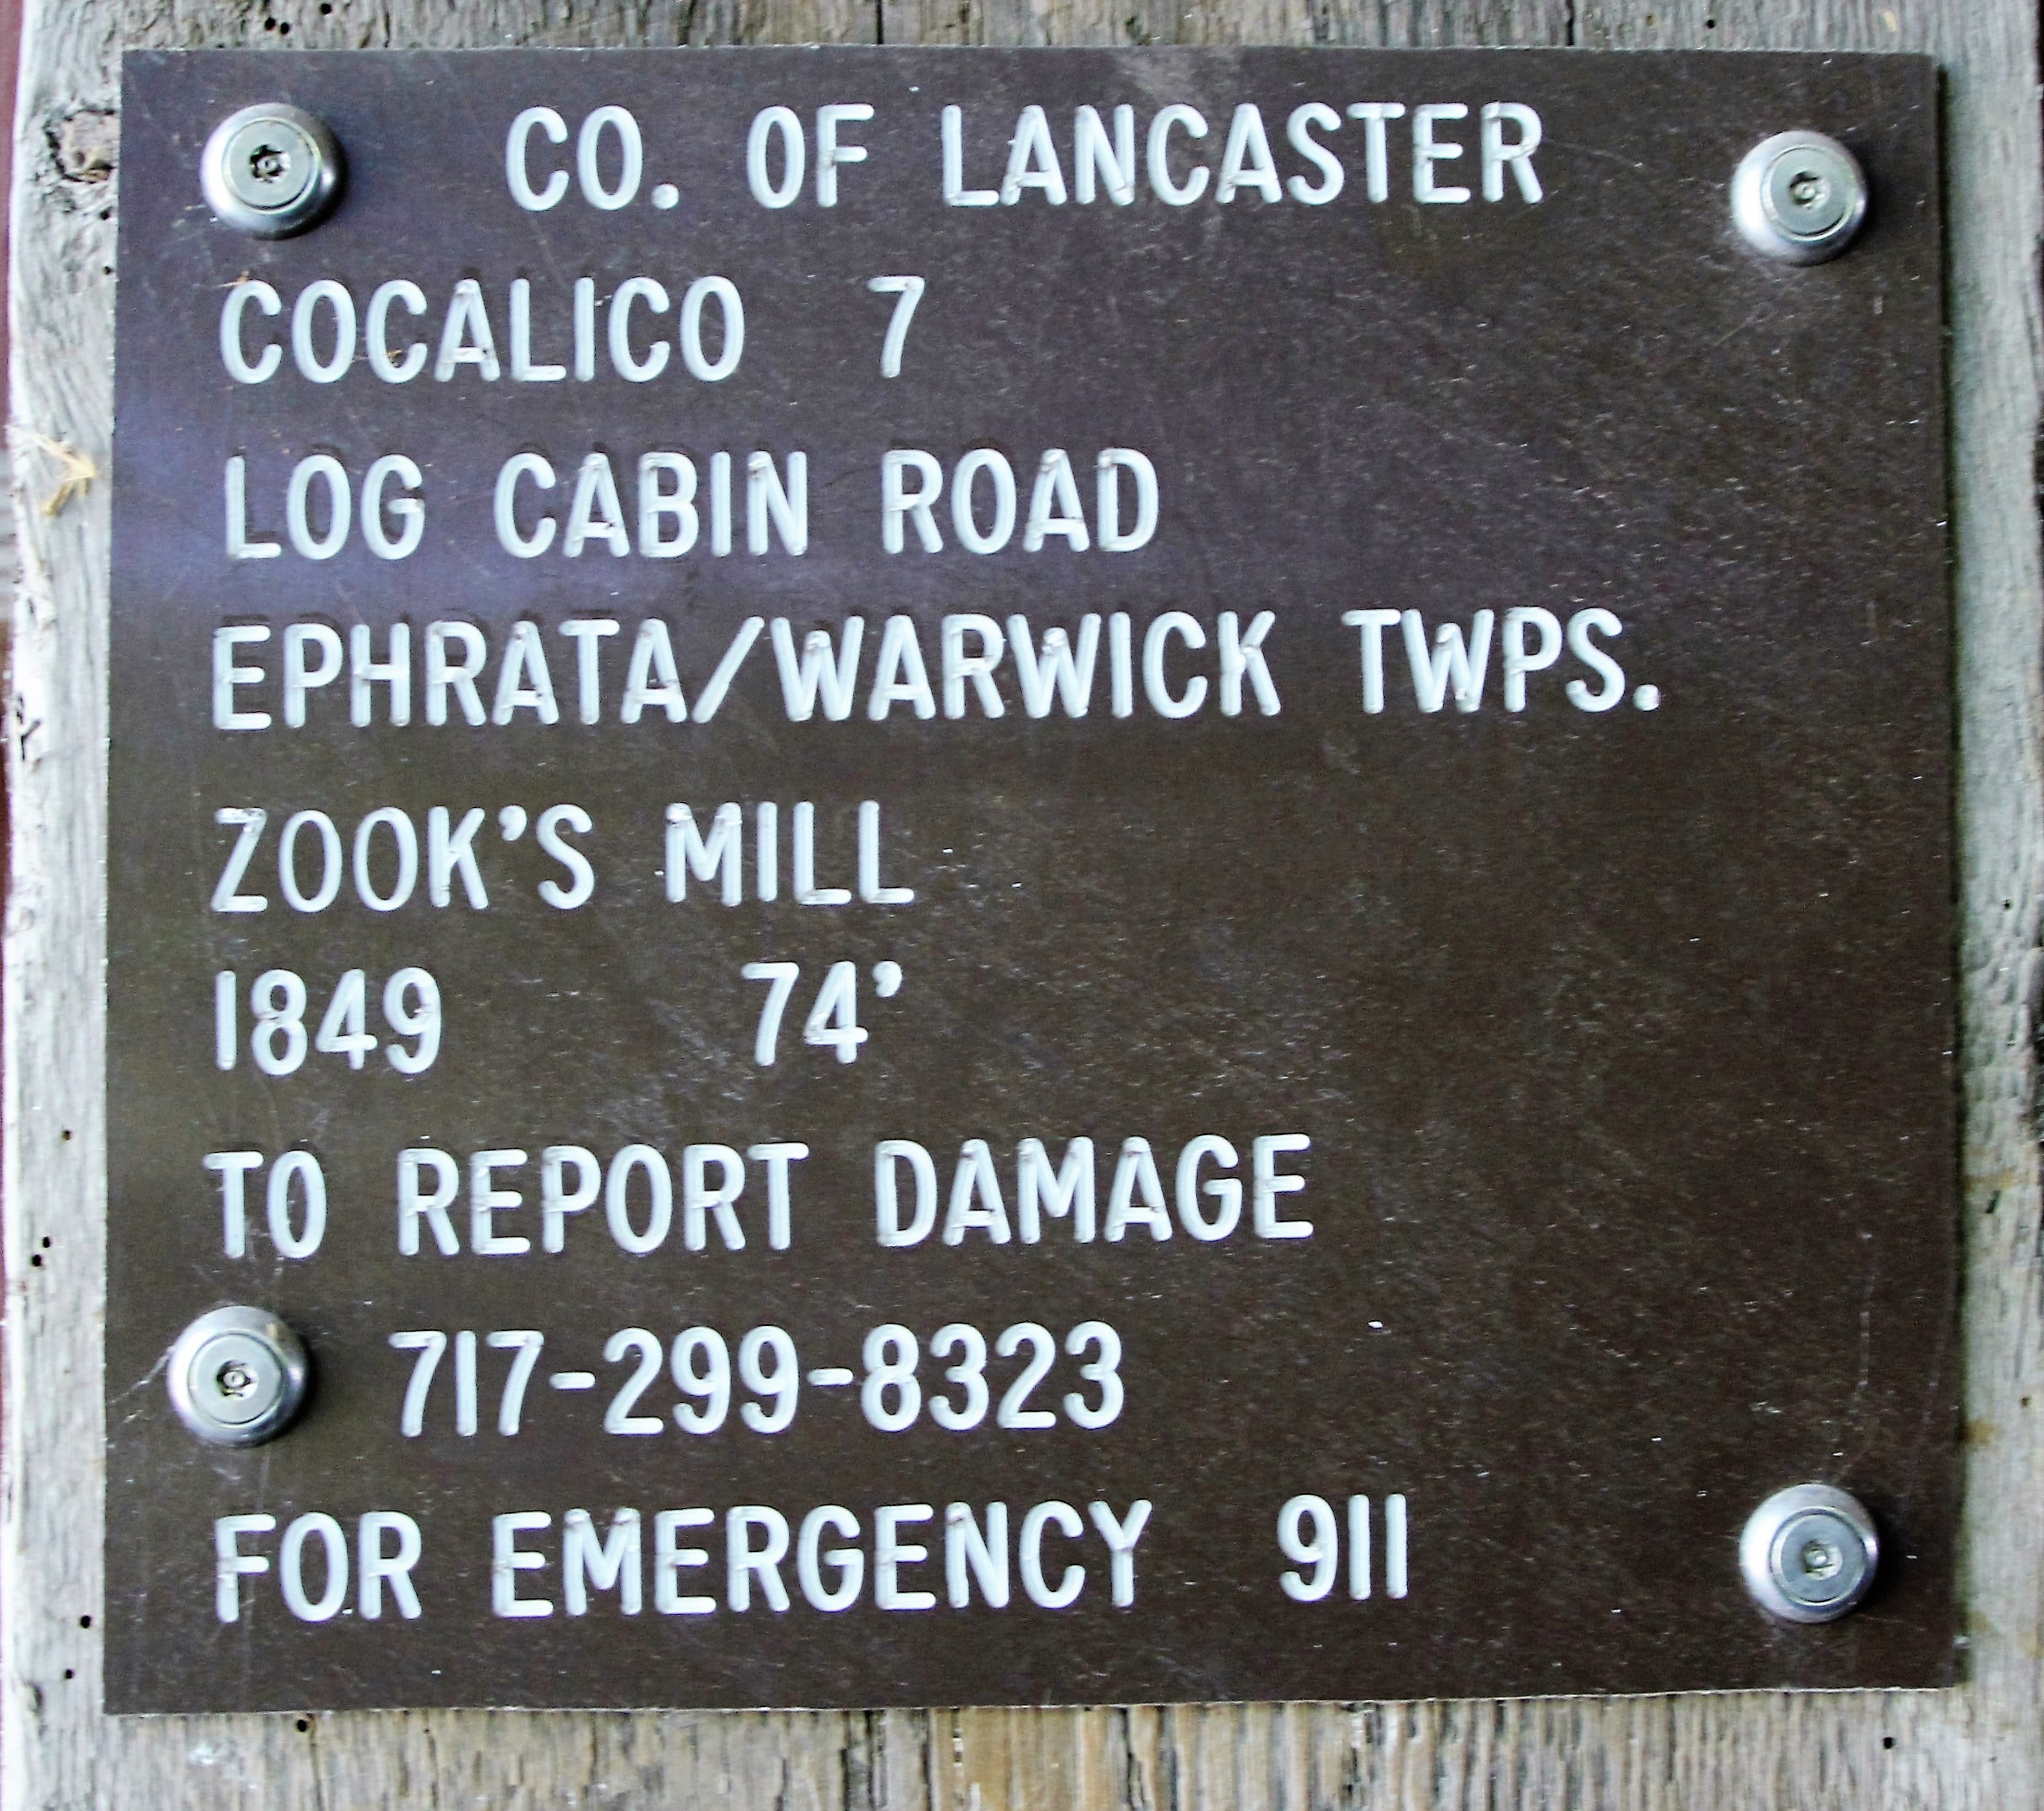 CO. OF LANCASTER
COCALICO 7
LOG CABIN ROAD
EPHRATA/WARWICK TWPS.
ZOOK'S MILL
1849 74'
TO REPORT DAMAGE
717-299-8323
FOR EMERGENCY 911